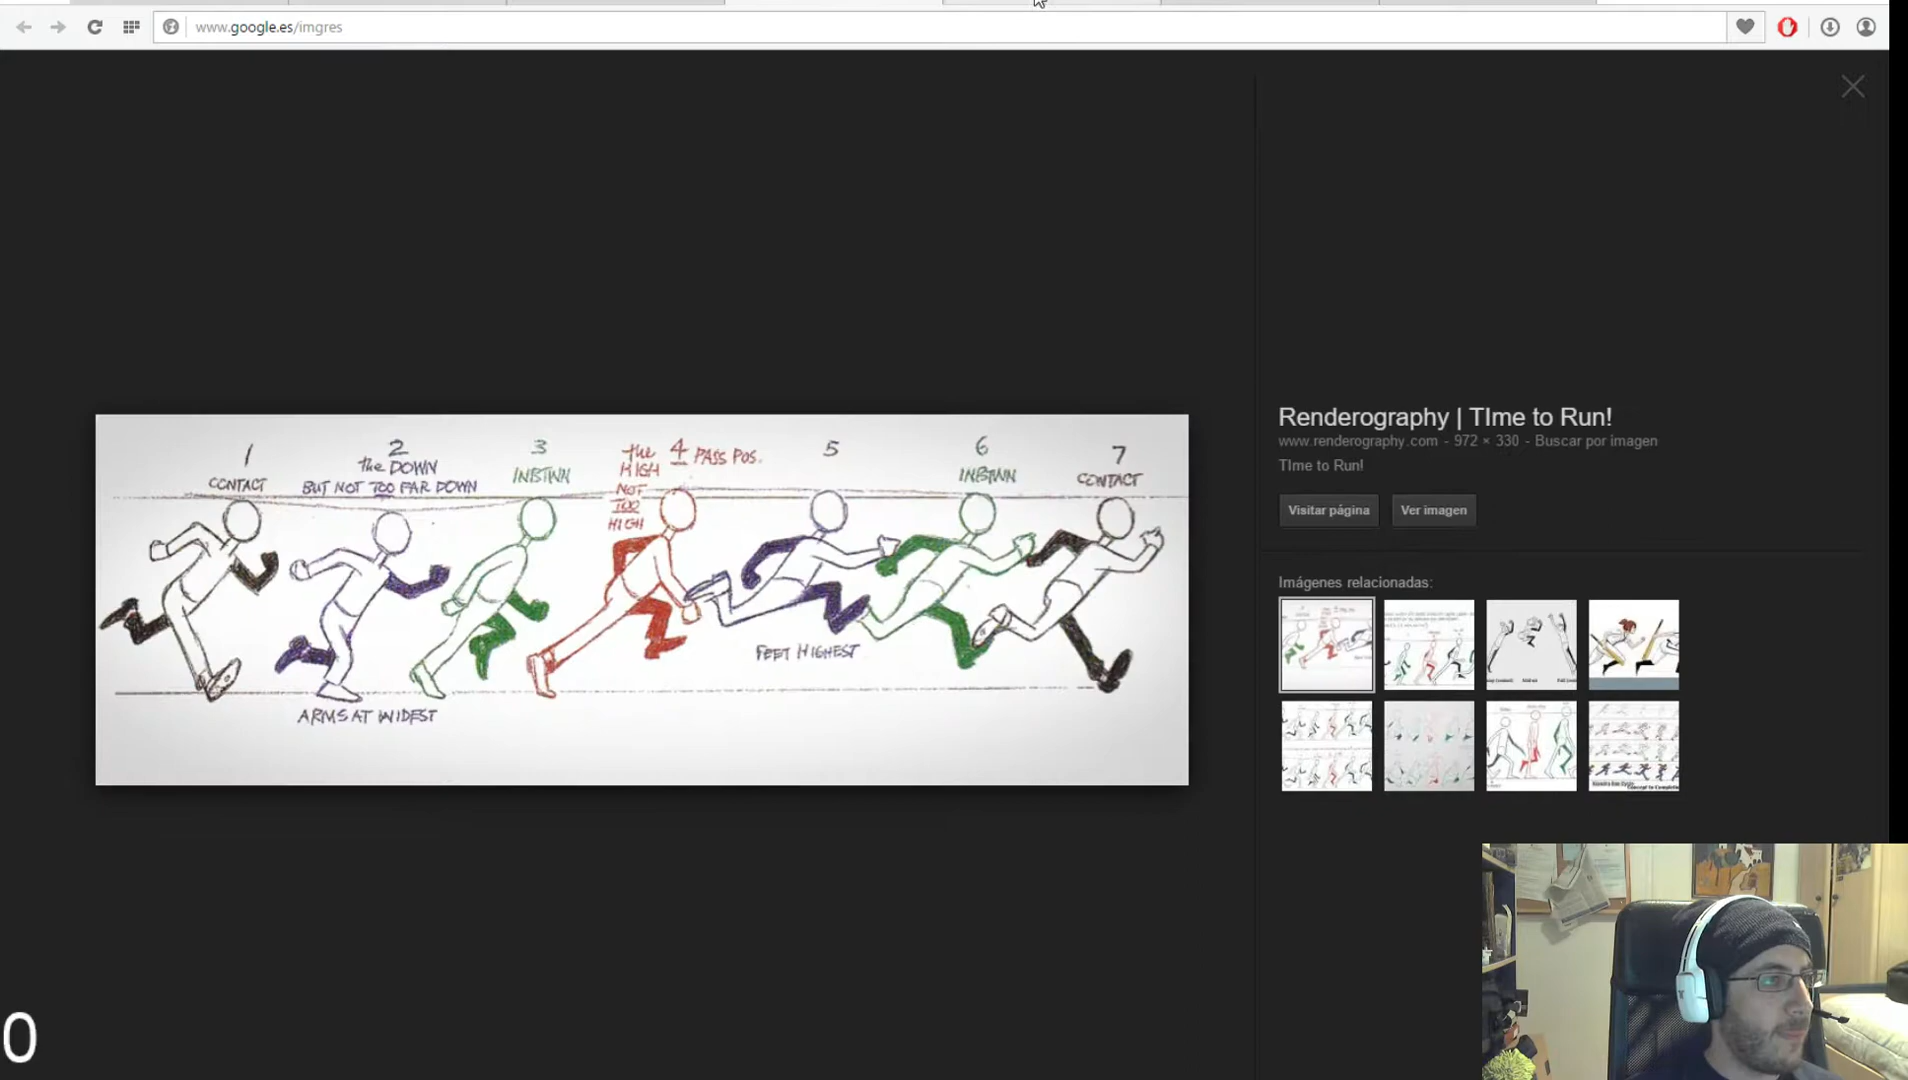 www.google.es/imgres
1
CONTACT
2
the DOWN
BUT NOT TOO FAR DOWN
3
INBTWN
the 4 PASS POS.
HIGH
NOT
TOO
HIGH
5
6
INBTWN
7
CONTACT
FEET HIGHEST
ARMS AT WIDEST
Renderography | TIme to Run!
www.renderography.com - 972 × 330 - Buscar por imagen
TIme to Run!
Visitar página
Ver imagen
Imágenes relacionadas:
0